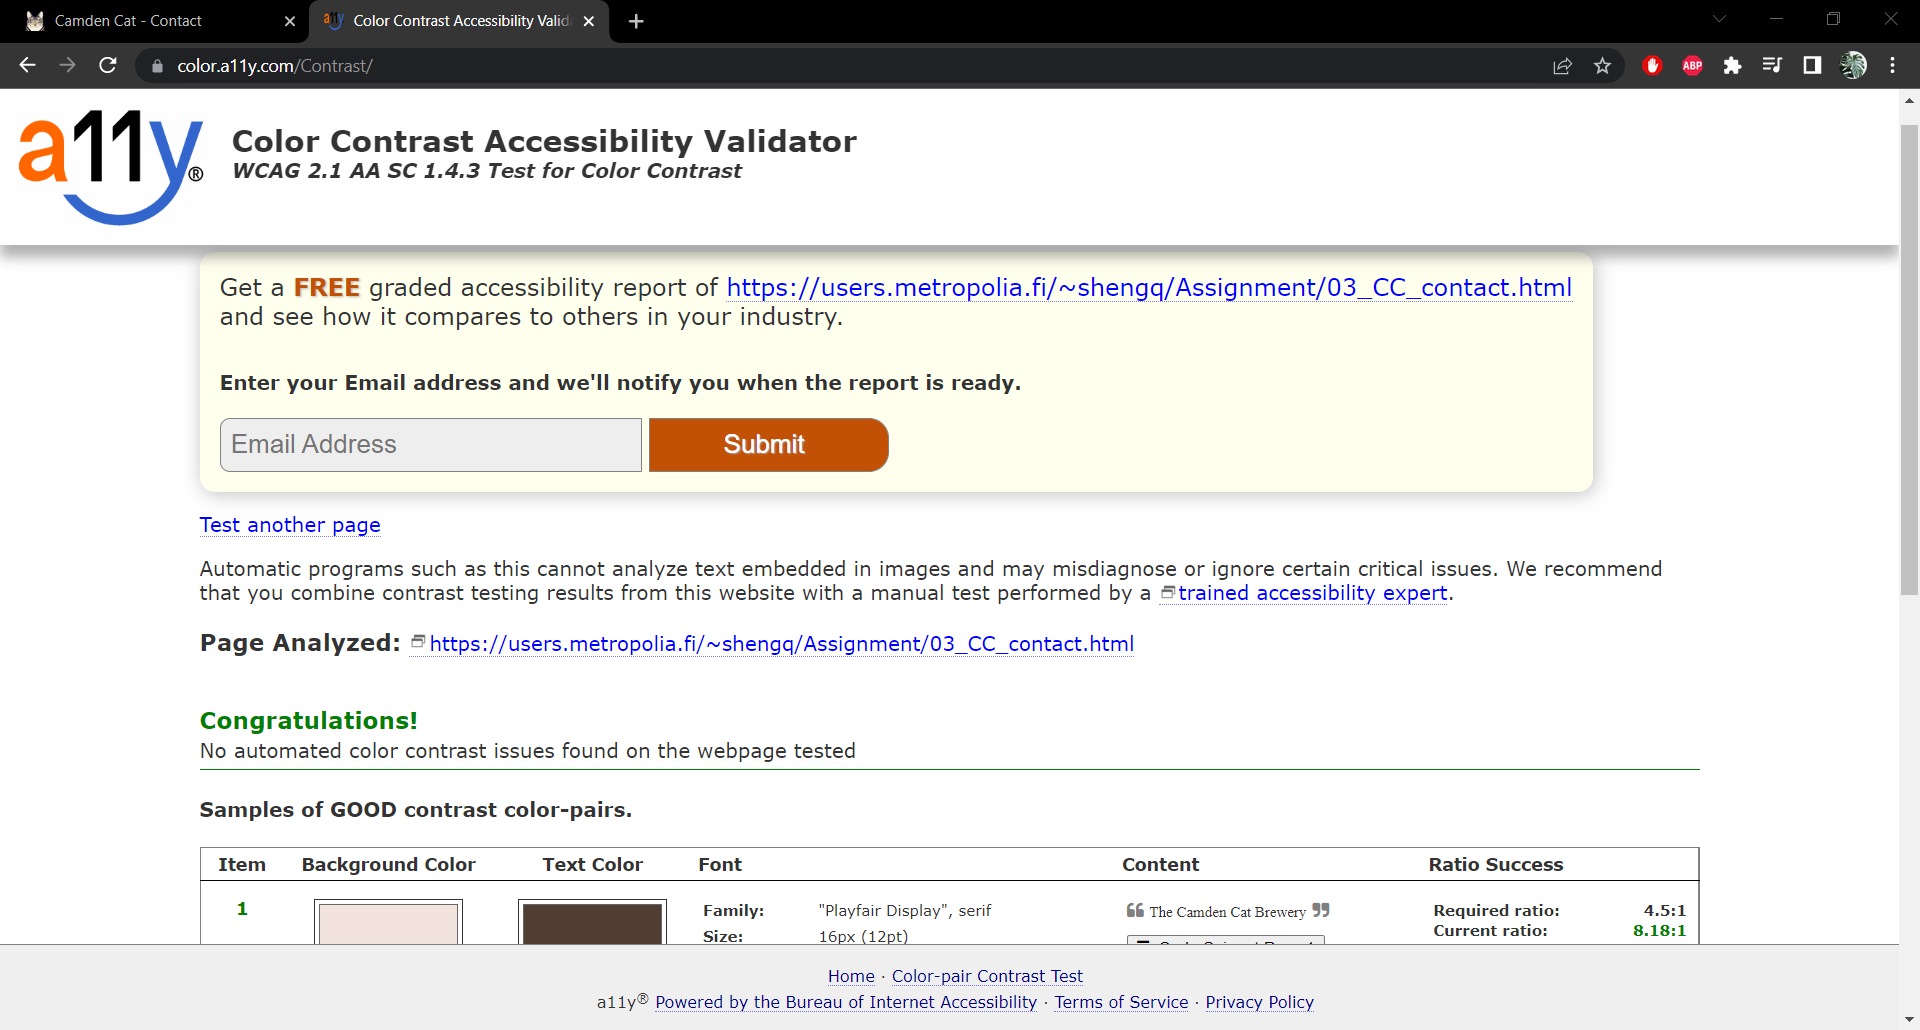 Camden Cat - Contact
Color Contrast Accessibility Valid
color.a11y.com/Contrast/
ABP
a11y®
Color Contrast Accessibility Validator
WCAG 2.1 AA SC 1.4.3 Test for Color Contrast
Get a FREE graded accessibility report of https://users.metropolia.fi/~shengq/Assignment/03_CC_contact.html
and see how it compares to others in your industry.
Enter your Email address and we'll notify you when the report is ready.
Email Address
Submit
Test another page
Automatic programs such as this cannot analyze text embedded in images and may misdiagnose or ignore certain critical issues. We recommend
that you combine contrast testing results from this website with a manual test performed by a trained accessibility expert.
Page Analyzed: https://users.metropolia.fi/~shengq/Assignment/03_CC_contact.html
Congratulations!
No automated color contrast issues found on the webpage tested
Samples of GOOD contrast color-pairs.
Item Background Color Text Color Font Content Ratio Success
1 Family: "Playfair Display", serif The Camden Cat Brewery Required ratio: 4.5:1
Size: 16px (12pt) Current ratio: 8.18:1
Home · Color-pair Contrast Test
a11y® Powered by the Bureau of Internet Accessibility · Terms of Service · Privacy Policy